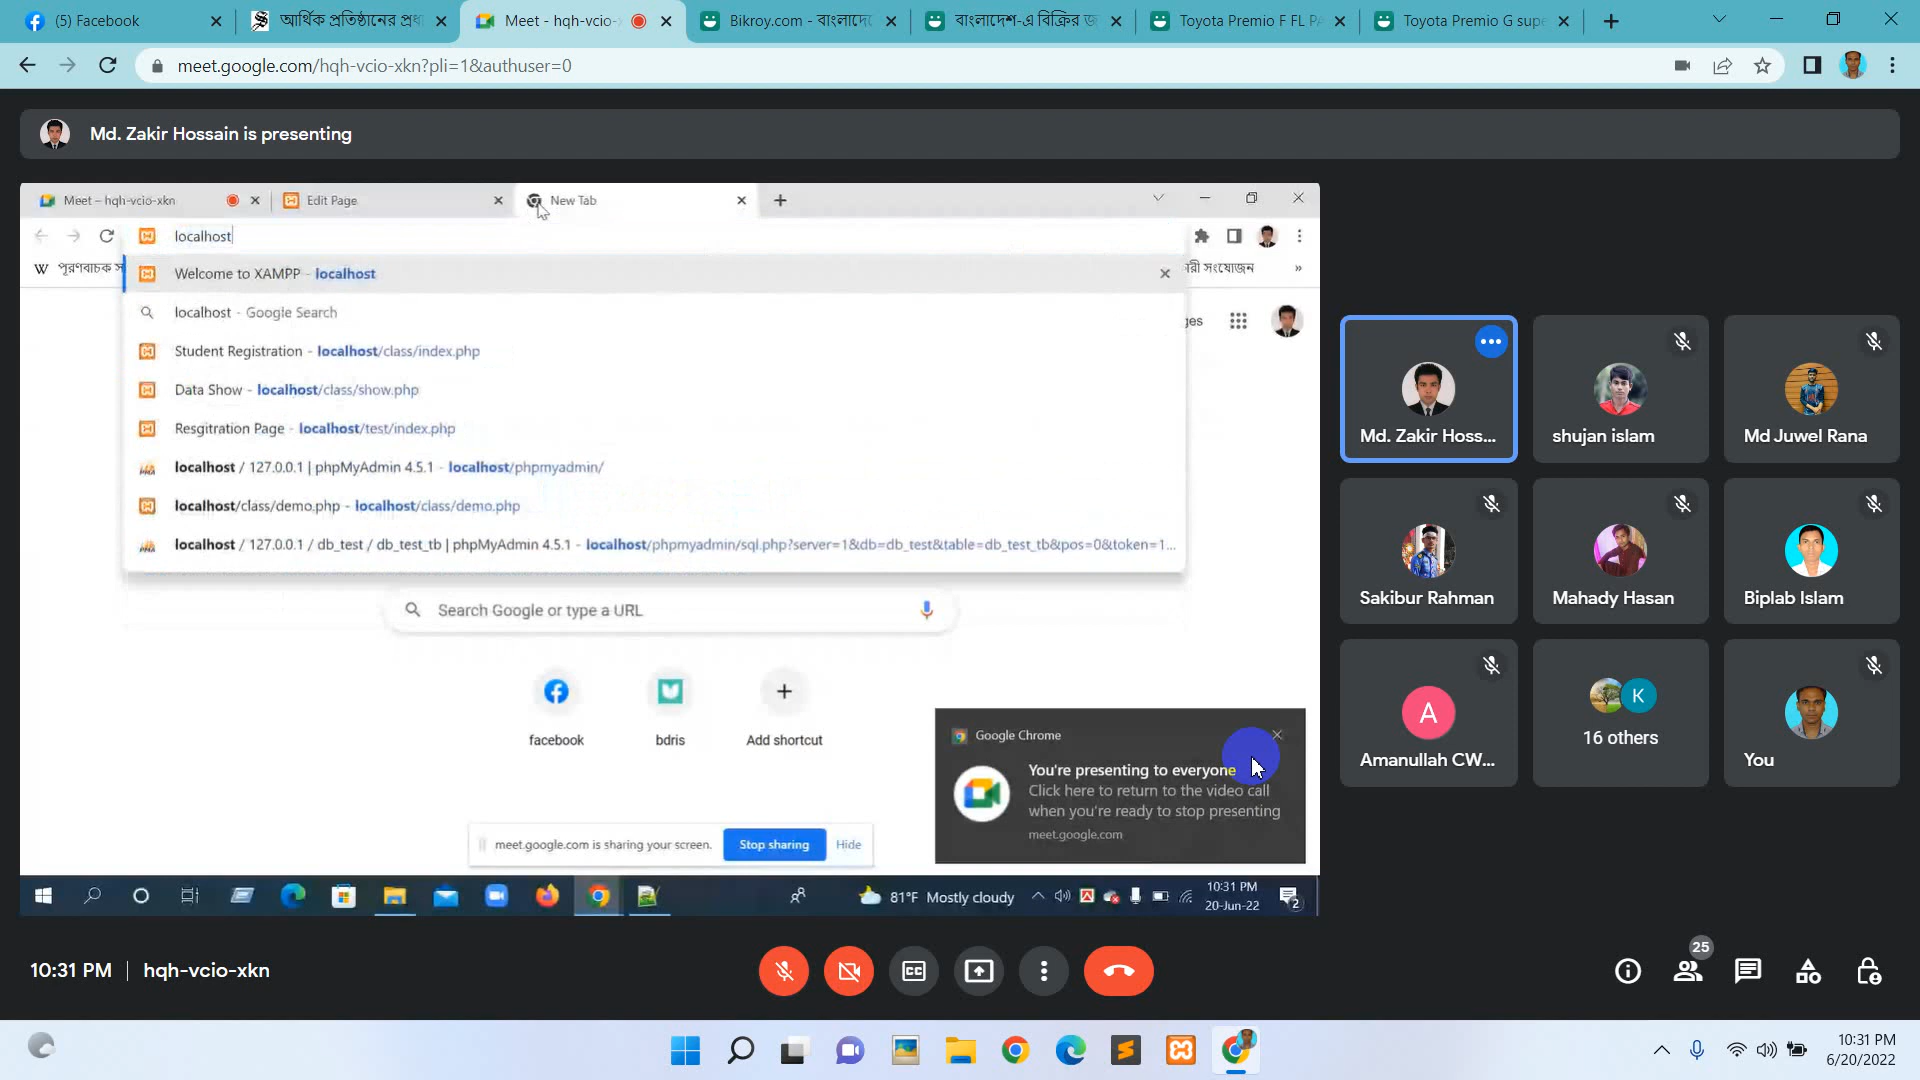 (5) Facebook
আর্থিক প্রতিষ্ঠানের প্রধ
Meet - hqh-vcio-x
Bikroy.com - বাংলাদে
বাংলাদেশ-এ বিক্রির জ
Toyota Premio F FL PA
Toyota Premio G supe
meet.google.com/hqh-vcio-xkn?pli=1&authuser=0
Md. Zakir Hossain is presenting
Meet – hqh-vcio-xkn
Edit Page
New Tab
localhost
W পূরণবাচক স
রী সংযোজন
»
Welcome to XAMPP - localhost
localhost - Google Search
ges
Student Registration - localhost/class/index.php
Data Show - localhost/class/show.php
Resgitration Page - localhost/test/index.php
localhost / 127.0.0.1 | phpMyAdmin 4.5.1 - localhost/phpmyadmin/
localhost/class/demo.php - localhost/class/demo.php
localhost / 127.0.0.1 / db_test / db_test_tb | phpMyAdmin 4.5.1 - localhost/phpmyadmin/sql.php?server=1&db=db_test&table=db_test_tb&pos=0&token=1...
Search Google or type a URL
facebook
bdris
Add shortcut
Google Chrome
You're presenting to everyone
Click here to return to the video call
when you're ready to stop presenting
meet.google.com
meet.google.com is sharing your screen.
Stop sharing
Hide
81°F Mostly cloudy
10:31 PM
20-Jun-22
2
Md. Zakir Hoss...
shujan islam
Md Juwel Rana
Sakibur Rahman
Mahady Hasan
Biplab Islam
A
Amanullah CW...
K
16 others
You
10:31 PM
hqh-vcio-xkn
25
10:31 PM
6/20/2022